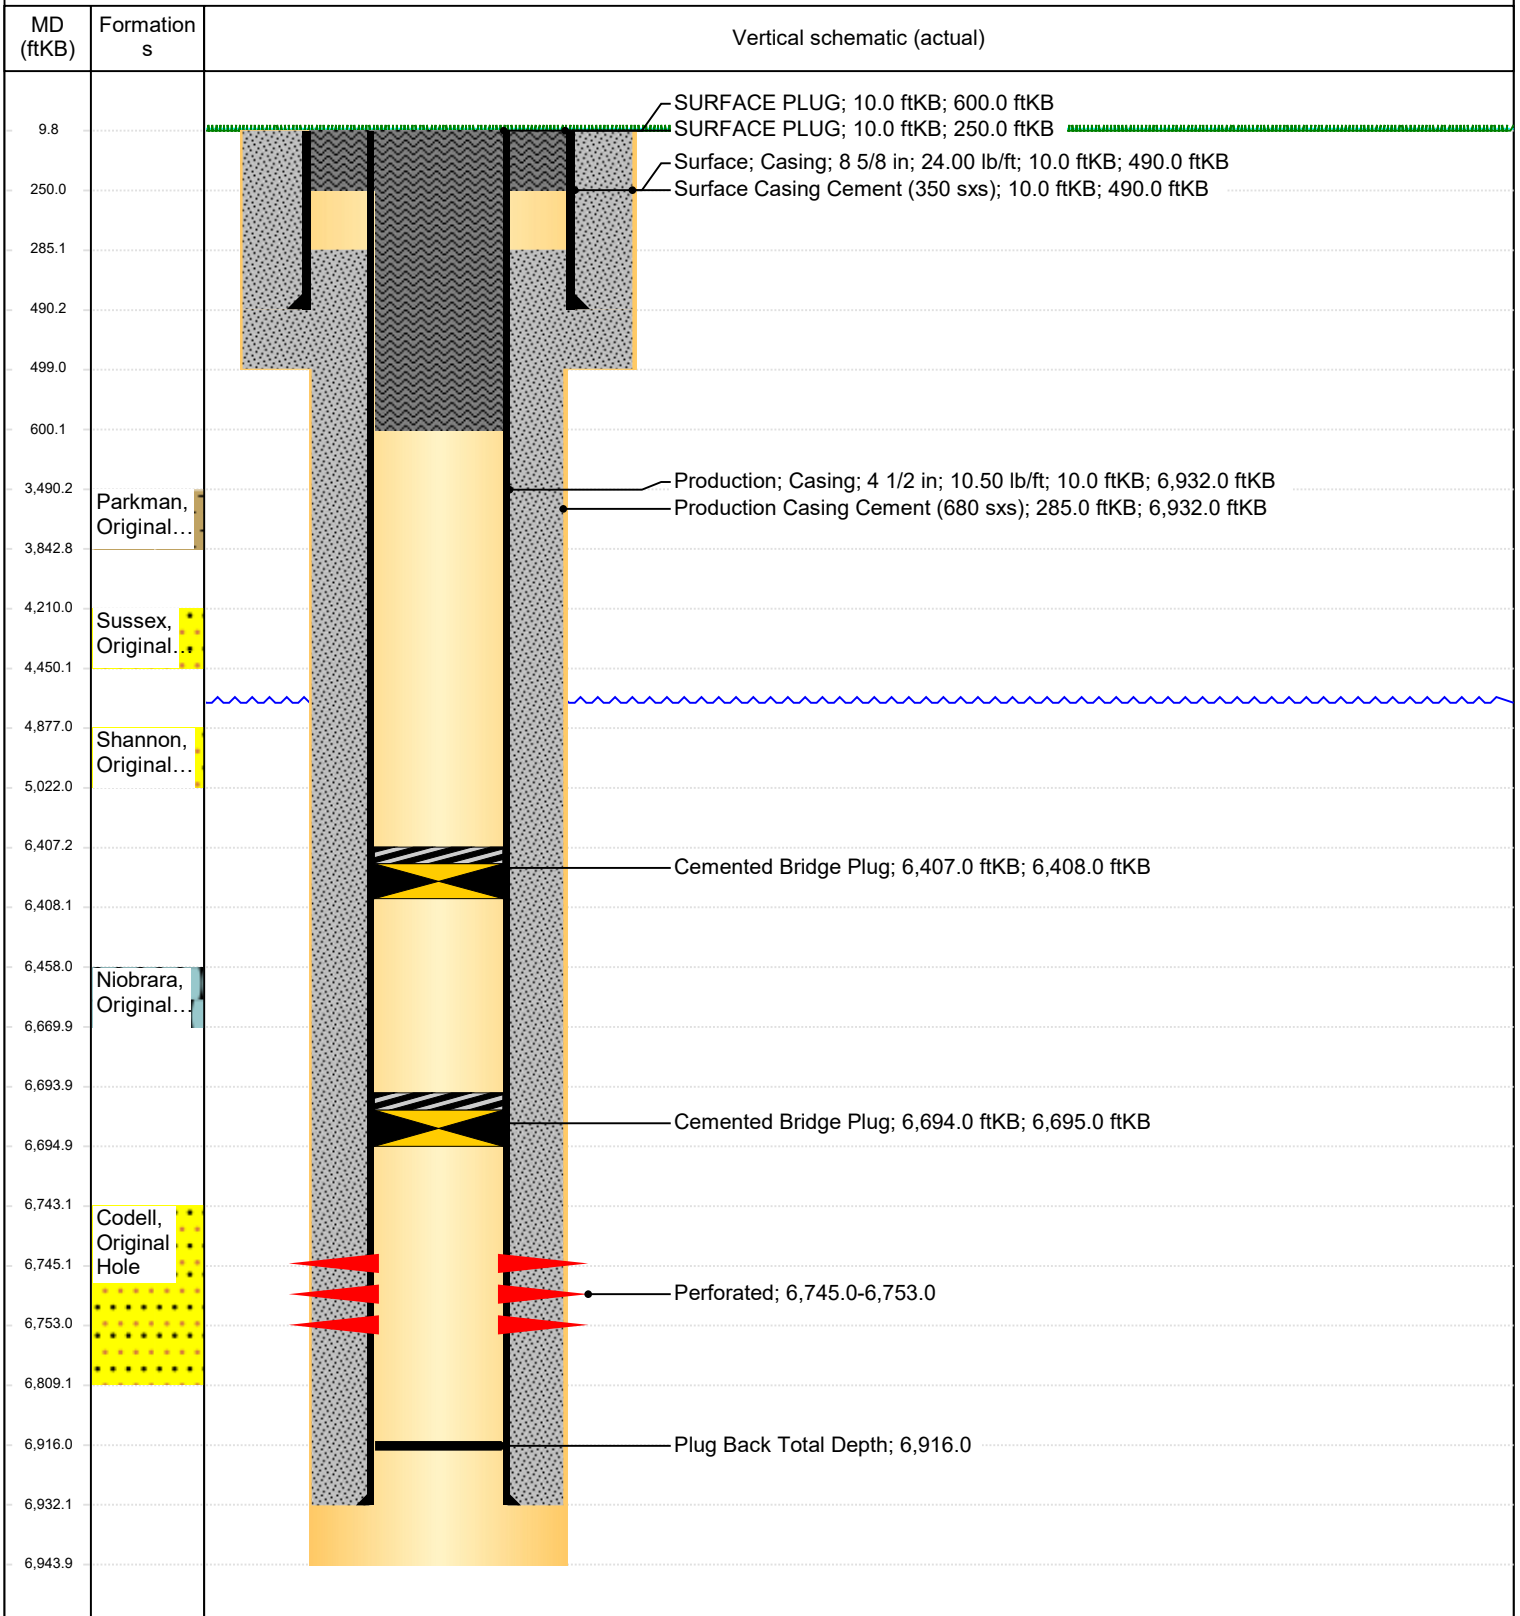 MD
(ftKB)
Formation
s
Vertical schematic (actual)
SURFACE PLUG; 10.0 ftKB; 600.0 ftKB
9.8
SURFACE PLUG; 10.0 ftKB; 250.0 ftKB
Surface; Casing; 8 5/8 in; 24.00 lb/ft; 10.0 ftKB; 490.0 ftKB
250.0
Surface Casing Cement (350 sxs); 10.0 ftKB; 490.0 ftKB
285.1
490.2
499.0
600.1
Production; Casing; 4 1/2 in; 10.50 lb/ft; 10.0 ftKB; 6,932.0 ftKB
3,490.2
Parkman,
Original...
Production Casing Cement (680 sxs); 285.0 ftKB; 6,932.0 ftKB
3,842.8
4,210.0
Sussex,
Original...
4,450.1
4,877.0
Shannon,
Original...
5,022.0
6,407.2
Cemented Bridge Plug; 6,407.0 ftKB; 6,408.0 ftKB
6,408.1
6,458.0
Niobrara,
Original...
6,669.9
6,693.9
Cemented Bridge Plug; 6,694.0 ftKB; 6,695.0 ftKB
6,694.9
6,743.1
Codell,
Original
Hole
6,745.1
Perforated; 6,745.0-6,753.0
6,753.0
6,809.1
6,916.0
Plug Back Total Depth; 6,916.0
6,932.1
6,943.9